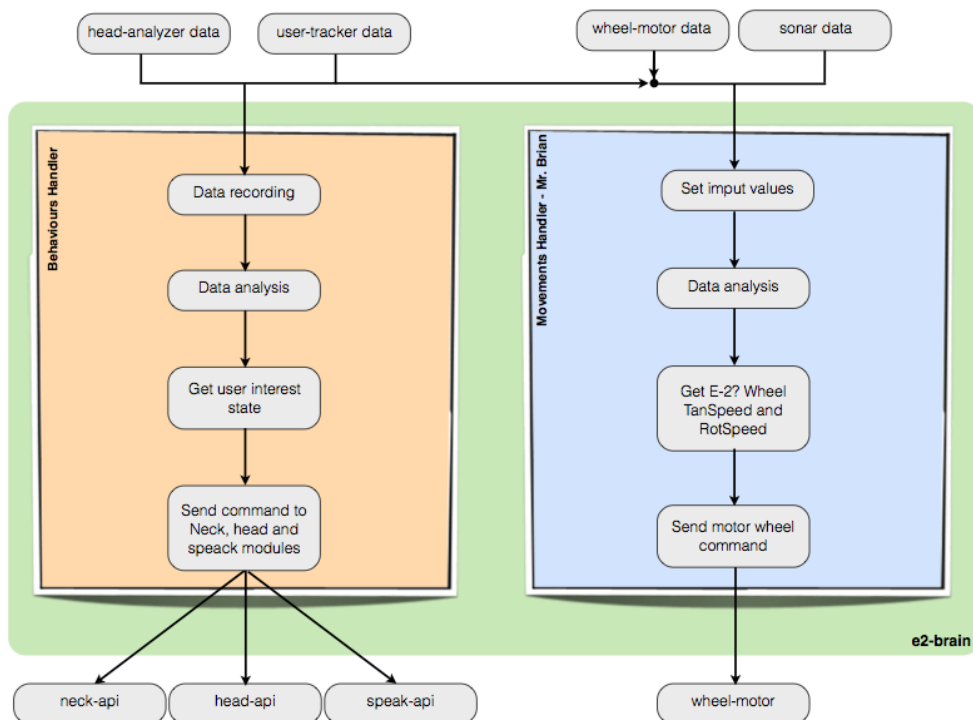 head-analyzer data
user-tracker data
wheel-motor data
sonar data
Behaviours Handler
Data recording
Data analysis
Get user interest
state
Send command to
Neck, head and
speack modules
Movements Handler - Mr. Brian
Set imput values
Data analysis
Get E-2? Wheel
TanSpeed and
RotSpeed
Send motor wheel
command
e2-brain
neck-api
head-api
speak-api
wheel-motor